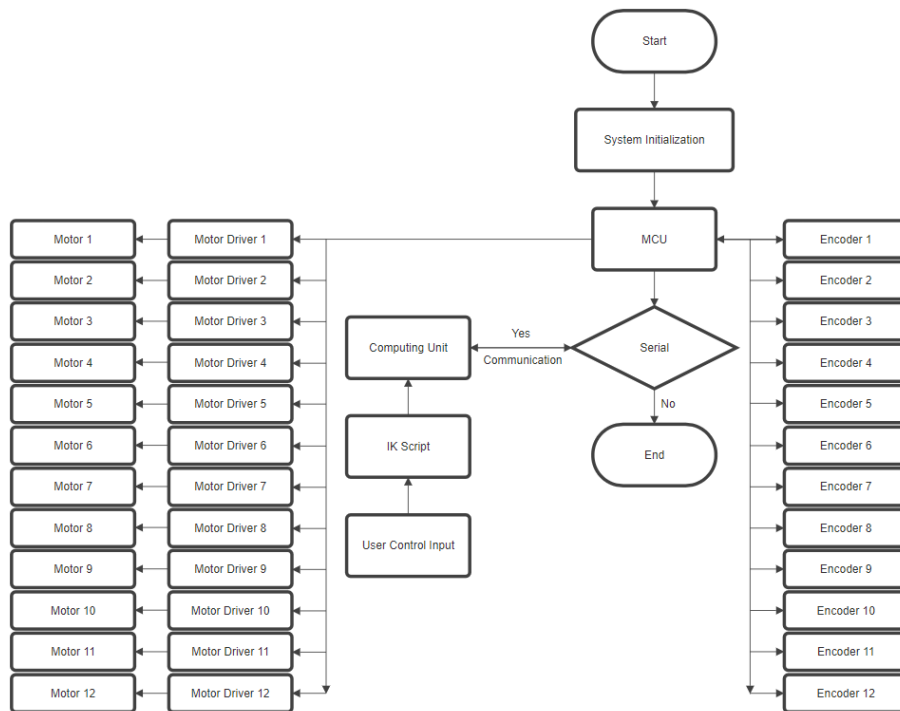 Start
System Initialization
Motor 1
Motor Driver 1
MCU
Encoder 1
Motor 2
Motor Driver 2
Encoder 2
Motor 3
Motor Driver 3
Encoder 3
Computing Unit
Yes
Communication
Serial
Motor 4
Motor Driver 4
Encoder 4
Motor 5
Motor Driver 5
No
Encoder 5
Motor 6
Motor Driver 6
IK Script
End
Encoder 6
Motor 7
Motor Driver 7
Encoder 7
Motor 8
Motor Driver 8
User Control Input
Encoder 8
Motor 9
Motor Driver 9
Encoder 9
Motor 10
Motor Driver 10
Encoder 10
Motor 11
Motor Driver 11
Encoder 11
Motor 12
Motor Driver 12
Encoder 12